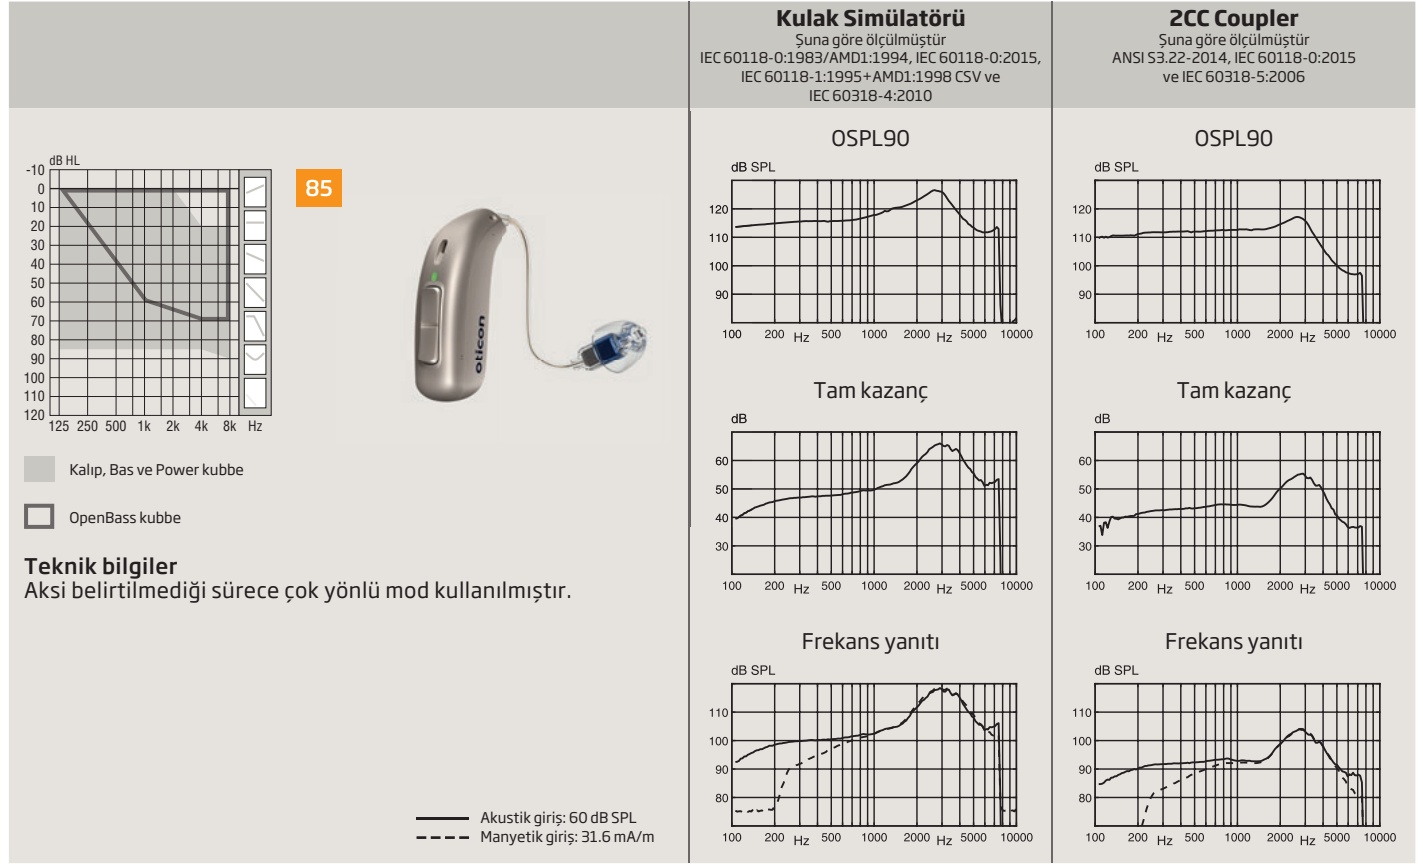 Kulak Simülatörü
Şuna göre ölçülmüştür
IEC 60118-0:1983/AMD1:1994, IEC 60118-0:2015,
IEC 60118-1:1995+AMD1:1998 CSV ve
IEC 60318-4:2010
2CC Coupler
Şuna göre ölçülmüştür
ANSI S3.22-2014, IEC 60118-0:2015
ve IEC 60318-5:2006
dB HL
-10
0
10
20
30
40
50
60
70
80
90
100
110
120
125 250 500 1k 2k 4k 8k Hz
85
oticon
Kalıp, Bas ve Power kubbe
OpenBass kubbe
Teknik bilgiler
Aksi belirtilmediği sürece çok yönlü mod kullanılmıştır.
Akustik giriş: 60 dB SPL
Manyetik giriş: 31.6 mA/m
OSPL90
dB SPL
120
110
100
90
100 200 Hz 500 1000 2000 Hz 5000 10000
Tam kazanç
dB
60
50
40
30
100 200 Hz 500 1000 2000 Hz 5000 10000
Frekans yanıtı
dB SPL
110
100
90
80
100 200 Hz 500 1000 2000 Hz 5000 10000
OSPL90
dB SPL
120
110
100
90
100 200 Hz 500 1000 2000 Hz 5000 10000
Tam kazanç
dB
60
50
40
30
100 200 Hz 500 1000 2000 Hz 5000 10000
Frekans yanıtı
dB SPL
110
100
90
80
100 200 Hz 500 1000 2000 Hz 5000 10000